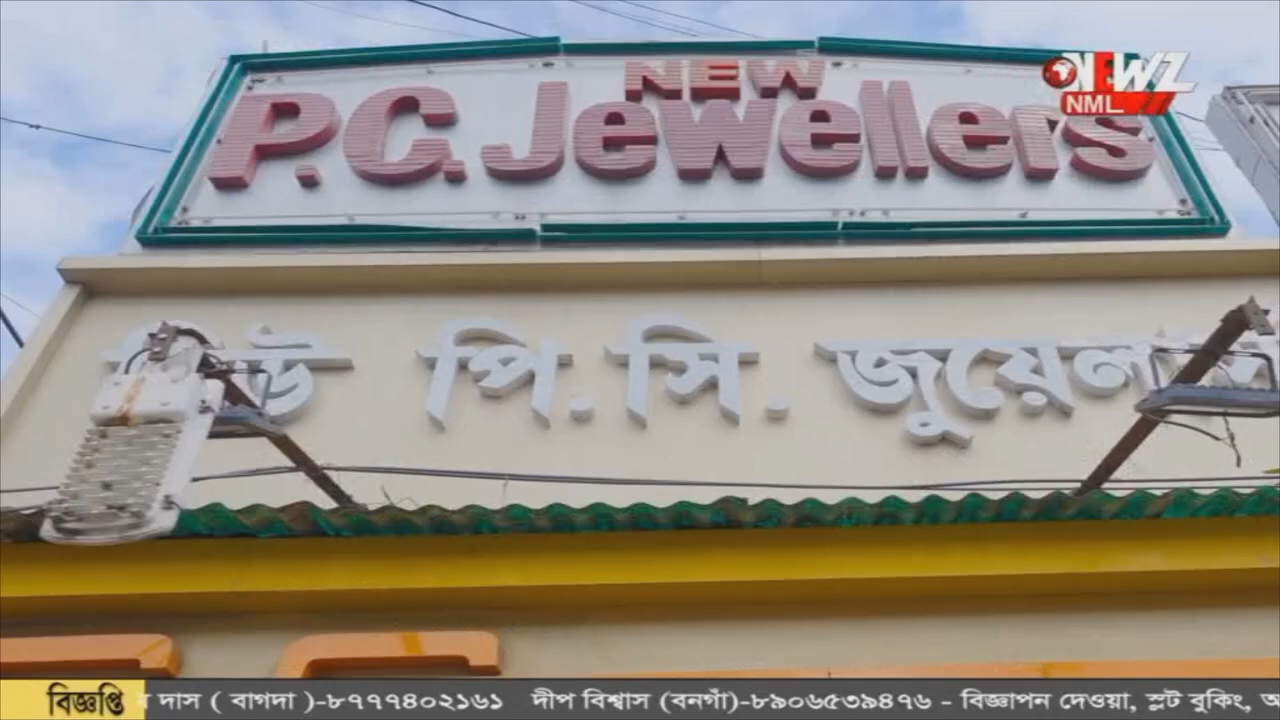 NEW
P.C. Jewellers
NEWZ
NML
নিউ পি.সি. জুয়েলার্স
বিজ্ঞপ্তি
দাস ( বাগদা )-৮৭৭৭৪০২১৬১ দীপ বিশ্বাস (বনগাঁ)-৮৯০৬৫৩৯৪৭৬ - বিজ্ঞাপন দেওয়া, স্লট বুকিং,